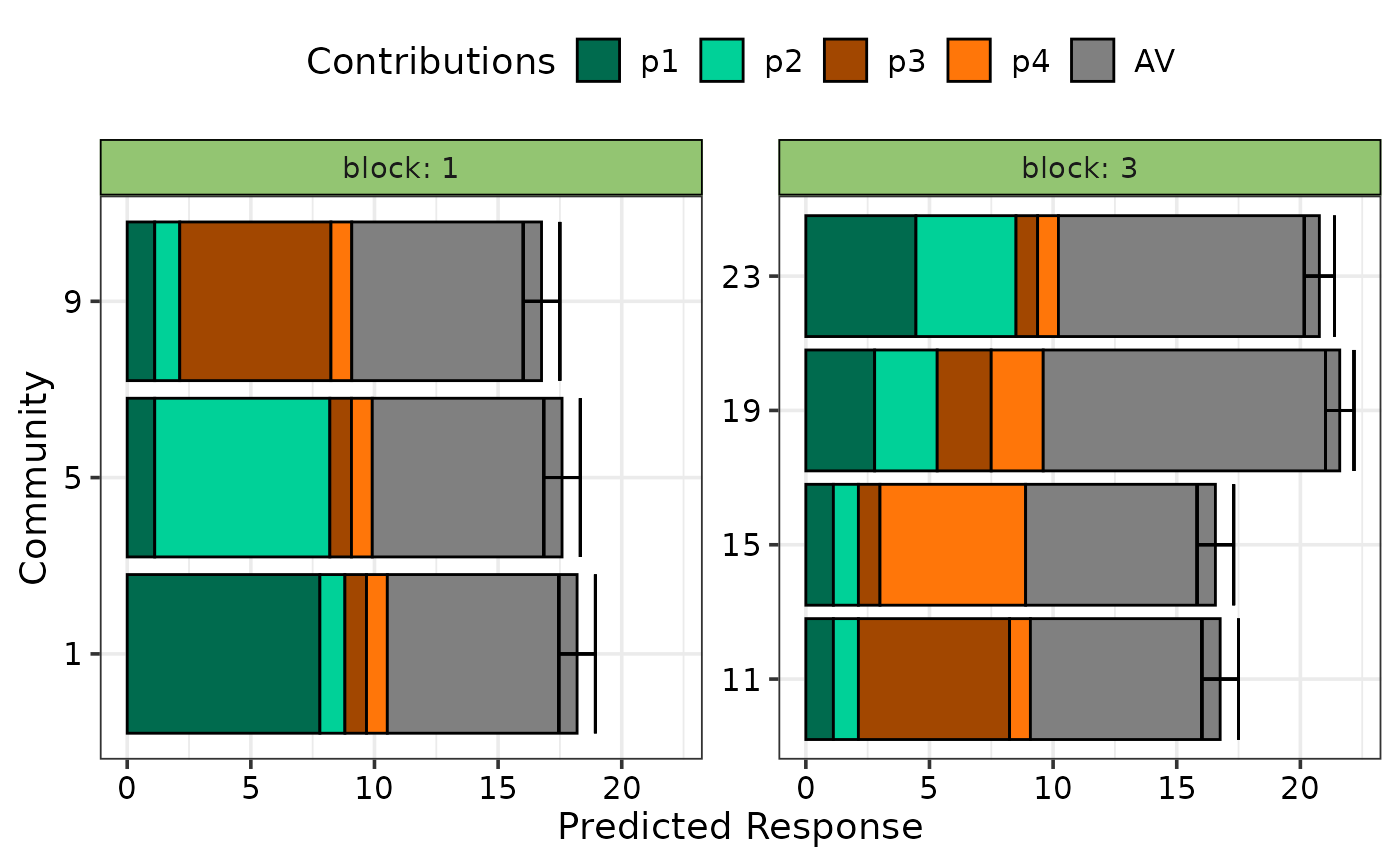 Contributions p1 p2 p3 p4 AV
block: 1
block: 3
Community
9
5
1
23
19
15
11
0 5 10 15 20
0 5 10 15 20
Predicted Response